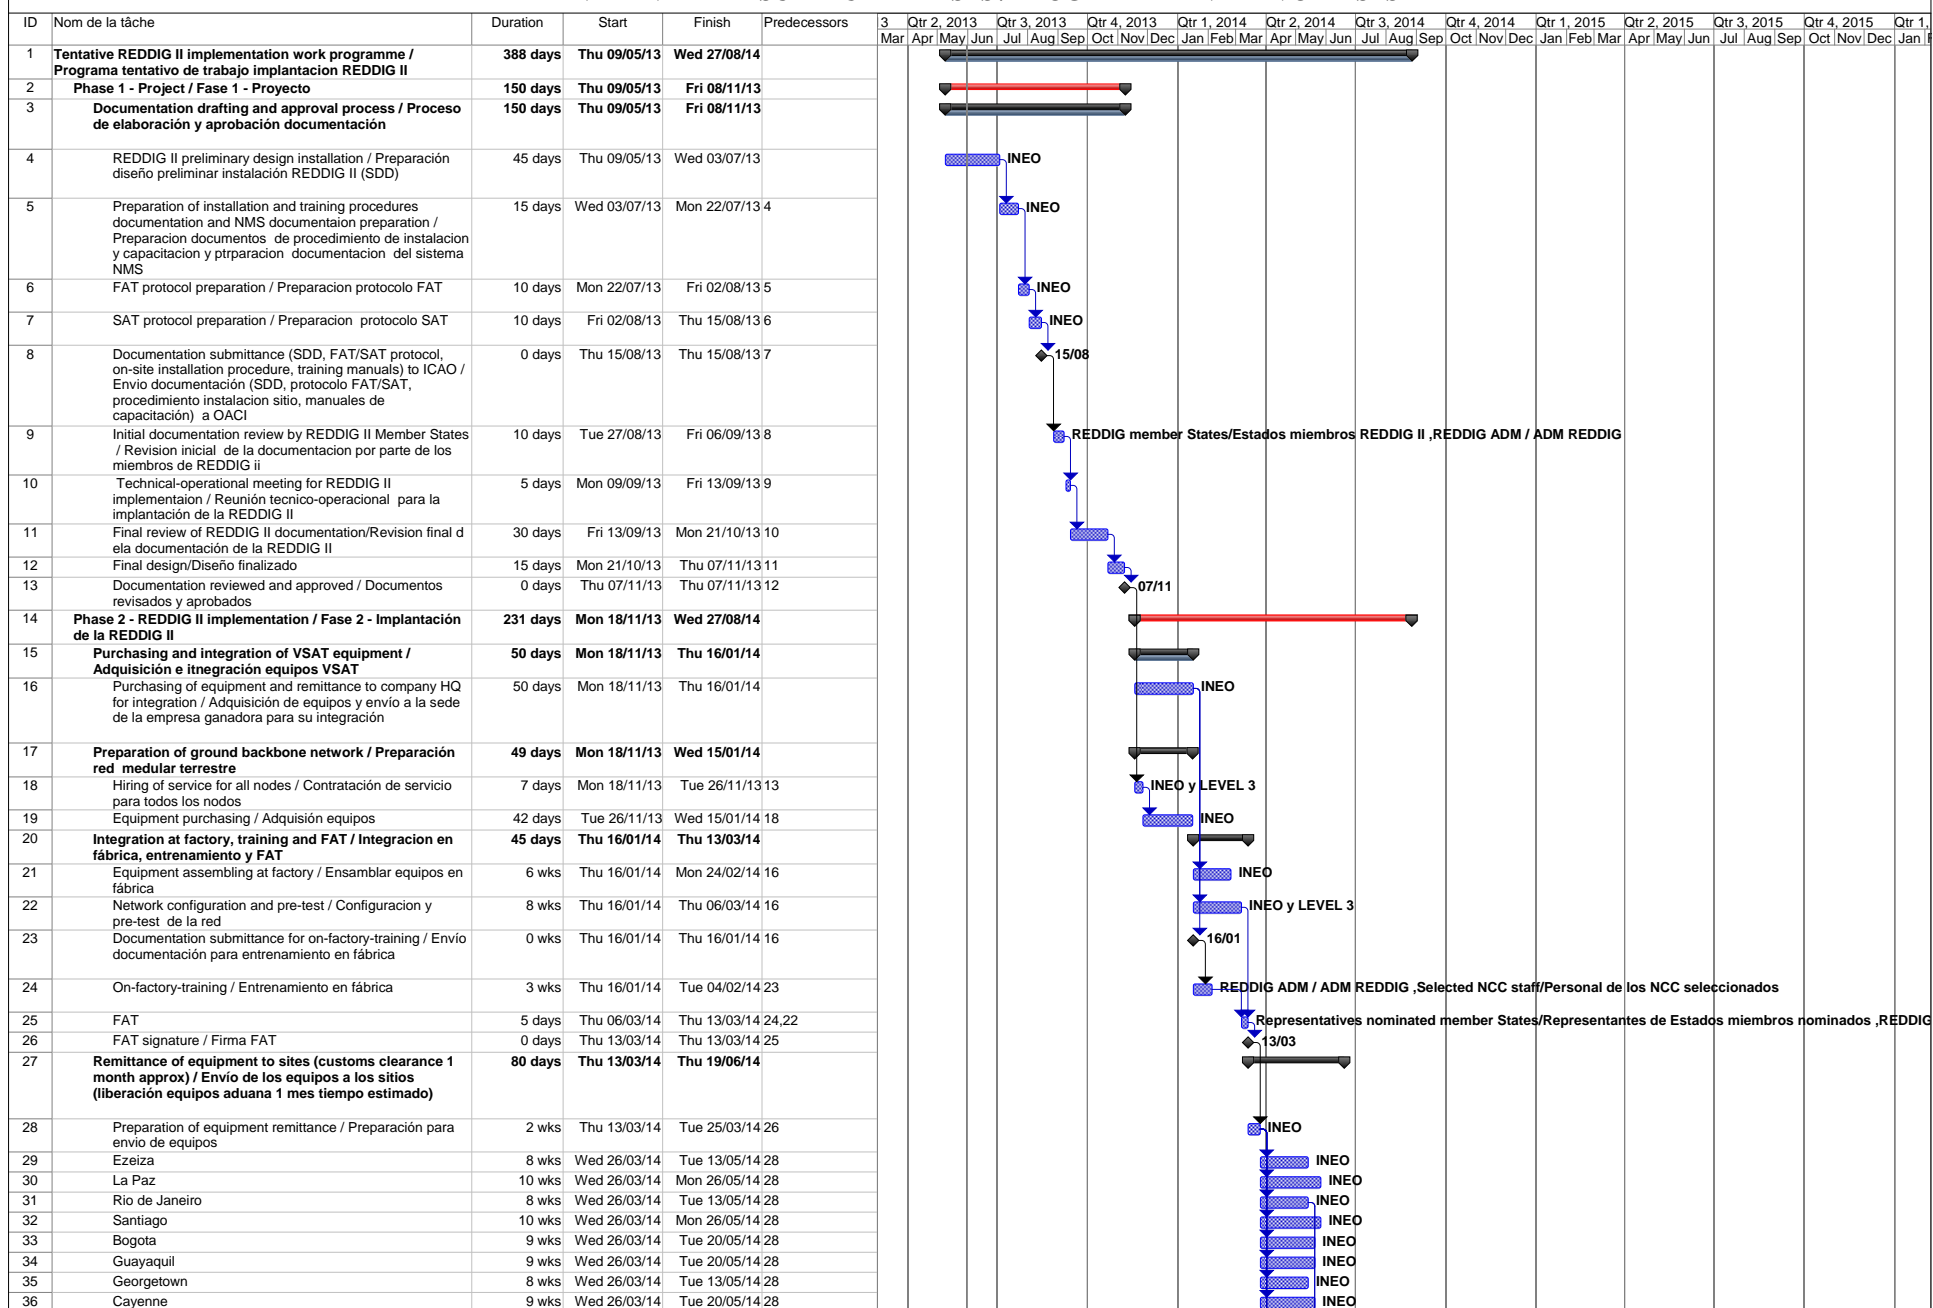 ID Nom de la tâche Duration Start Finish Predecessors 3 Qtr 2, 2013 Qtr 3, 2013 Qtr 4, 2013 Qtr 1, 2014 Qtr 2, 2014 Qtr 3, 2014 Qtr 4, 2014 Qtr 1, 2015 Qtr 2, 2015 Qtr 3, 2015 Qtr 4, 2015 Qtr 1,
Mar Apr May Jun Jul Aug Sep Oct Nov Dec Jan Feb Mar Apr May Jun Jul Aug Sep Oct Nov Dec Jan Feb Mar Apr May Jun Jul Aug Sep Oct Nov Dec Jan
1 Tentative REDDIG II implementation work programme / 388 days Thu 09/05/13 Wed 27/08/14
Programa tentativo de trabajo implantacion REDDIG II
2 Phase 1 - Project / Fase 1 - Proyecto 150 days Thu 09/05/13 Fri 08/11/13
3 Documentation drafting and approval process / Proceso 150 days Thu 09/05/13 Fri 08/11/13
de elaboración y aprobación documentación
4 REDDIG II preliminary design installation / Preparación 45 days Thu 09/05/13 Wed 03/07/13 INEO
diseño preliminar instalación REDDIG II (SDD)
5 Preparation of installation and training procedures 15 days Wed 03/07/13 Mon 22/07/13 4 INEO
documentation and NMS documentaion preparation /
Preparacion documentos de procedimiento de instalacion
y capacitacion y ptrparacion documentacion del sistema
NMS
6 FAT protocol preparation / Preparacion protocolo FAT 10 days Mon 22/07/13 Fri 02/08/13 5 INEO
7 SAT protocol preparation / Preparacion protocolo SAT 10 days Fri 02/08/13 Thu 15/08/13 6 INEO
8 Documentation submittance (SDD, FAT/SAT protocol, 0 days Thu 15/08/13 Thu 15/08/13 7 15/08
on-site installation procedure, training manuals) to ICAO /
Envio documentación (SDD, protocolo FAT/SAT,
procedimiento instalacion sitio, manuales de
capacitación) a OACI
9 Initial documentation review by REDDIG II Member States 10 days Tue 27/08/13 Fri 06/09/13 8 REDDIG member States/Estados miembros REDDIG II ,REDDIG ADM / ADM REDDIG
/ Revision inicial de la documentacion por parte de los
miembros de REDDIG ii
10 Technical-operational meeting for REDDIG II 5 days Mon 09/09/13 Fri 13/09/13 9
implementaion / Reunión tecnico-operacional para la
implantación de la REDDIG II
11 Final review of REDDIG II documentation/Revision final d 30 days Fri 13/09/13 Mon 21/10/13 10
ela documentación de la REDDIG II
12 Final design/Diseño finalizado 15 days Mon 21/10/13 Thu 07/11/13 11
13 Documentation reviewed and approved / Documentos 0 days Thu 07/11/13 Thu 07/11/13 12 07/11
revisados y aprobados
14 Phase 2 - REDDIG II implementation / Fase 2 - Implantación 231 days Mon 18/11/13 Wed 27/08/14
de la REDDIG II
15 Purchasing and integration of VSAT equipment / 50 days Mon 18/11/13 Thu 16/01/14
Adquisición e itnegración equipos VSAT
16 Purchasing of equipment and remittance to company HQ 50 days Mon 18/11/13 Thu 16/01/14 INEO
for integration / Adquisición de equipos y envío a la sede
de la empresa ganadora para su integración
17 Preparation of ground backbone network / Preparación 49 days Mon 18/11/13 Wed 15/01/14
red medular terrestre
18 Hiring of service for all nodes / Contratación de servicio 7 days Mon 18/11/13 Tue 26/11/13 13 INEO y LEVEL 3
para todos los nodos
19 Equipment purchasing / Adquisión equipos 42 days Tue 26/11/13 Wed 15/01/14 18 INEO
20 Integration at factory, training and FAT / Integracion en 45 days Thu 16/01/14 Thu 13/03/14
fábrica, entrenamiento y FAT
21 Equipment assembling at factory / Ensamblar equipos en 6 wks Thu 16/01/14 Mon 24/02/14 16 INEO
fábrica
22 Network configuration and pre-test / Configuracion y 8 wks Thu 16/01/14 Thu 06/03/14 16 INEO y LEVEL 3
pre-test de la red
23 Documentation submittance for on-factory-training / Envío 0 wks Thu 16/01/14 Thu 16/01/14 16 16/01
documentación para entrenamiento en fábrica
24 On-factory-training / Entrenamiento en fábrica 3 wks Thu 16/01/14 Tue 04/02/14 23 REDDIG ADM / ADM REDDIG ,Selected NCC staff/Personal de los NCC seleccionados
25 FAT 5 days Thu 06/03/14 Thu 13/03/14 24,22 Representatives nominated member States/Representantes de Estados miembros nominados ,REDDIG
26 FAT signature / Firma FAT 0 days Thu 13/03/14 Thu 13/03/14 25 13/03
27 Remittance of equipment to sites (customs clearance 1 80 days Thu 13/03/14 Thu 19/06/14
month approx) / Envío de los equipos a los sitios
(liberación equipos aduana 1 mes tiempo estimado)
28 Preparation of equipment remittance / Preparación para 2 wks Thu 13/03/14 Tue 25/03/14 26 INEO
envio de equipos
29 Ezeiza 8 wks Wed 26/03/14 Tue 13/05/14 28 INEO
30 La Paz 10 wks Wed 26/03/14 Mon 26/05/14 28 INEO
31 Rio de Janeiro 8 wks Wed 26/03/14 Tue 13/05/14 28 INEO
32 Santiago 10 wks Wed 26/03/14 Mon 26/05/14 28 INEO
33 Bogota 9 wks Wed 26/03/14 Tue 20/05/14 28 INEO
34 Guayaquil 9 wks Wed 26/03/14 Tue 20/05/14 28 INEO
35 Georgetown 8 wks Wed 26/03/14 Tue 13/05/14 28 INEO
36 Cayenne 9 wks Wed 26/03/14 Tue 20/05/14 28 INEO